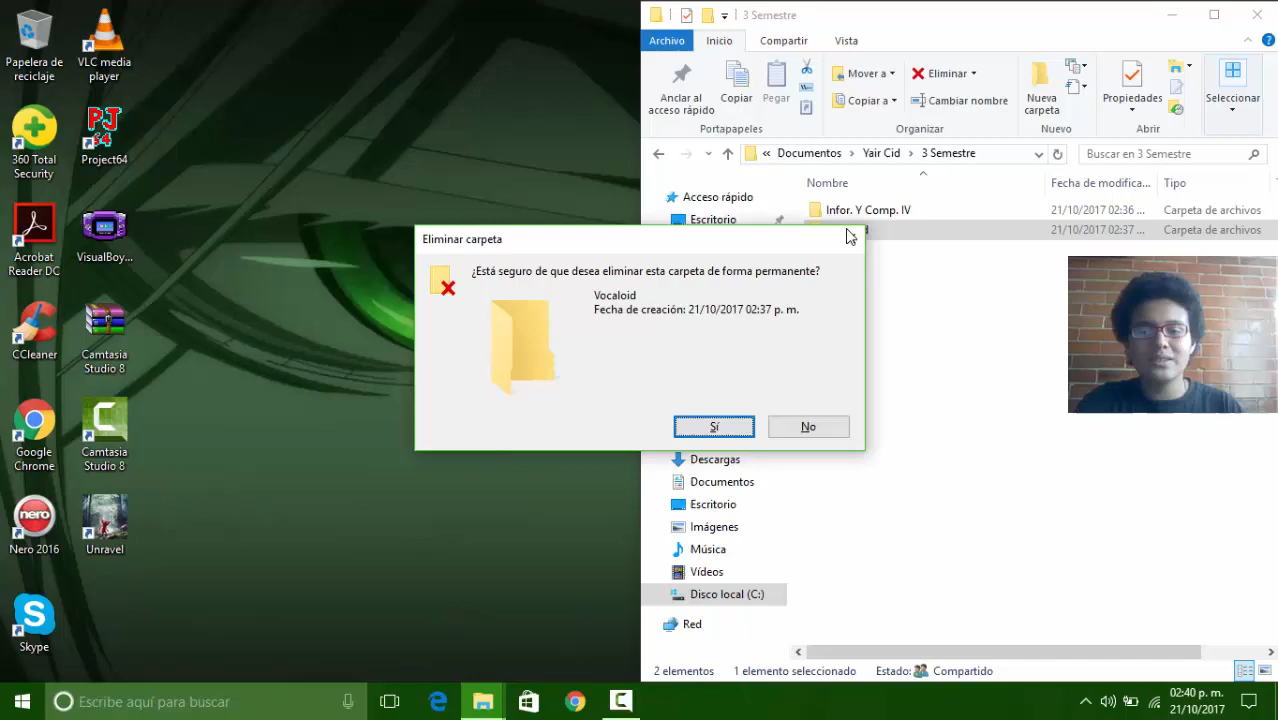 Papelera de
reciclaje
VLC media
player
360 Total
Security
PJ
64
Project64
Acrobat
Reader DC
VisualBoy...
CCleaner
Camtasia
Studio 8
Google
Chrome
Camtasia
Studio 8
nero
Nero 2016
Unravel
Skype
3 Semestre
Archivo
Inicio
Compartir
Vista
Anclar al
acceso rápido
Copiar
Pegar
Portapapeles
Mover a
Copiar a
Eliminar
Cambiar nombre
Organizar
Nueva
carpeta
Nuevo
Propiedades
Abrir
Seleccionar
« Documentos
Yair Cid
3 Semestre
Buscar en 3 Semestre
Nombre
Fecha de modifica...
Tipo
Acceso rápido
Escritorio
Infor. Y Comp. IV
21/10/2017 02:36 ...
Carpeta de archivos
21/10/2017 02:37 ...
Carpeta de archivos
Eliminar carpeta
¿Está seguro de que desea eliminar esta carpeta de forma permanente?
Vocaloid
Fecha de creación: 21/10/2017 02:37 p. m.
Sí
No
Descargas
Documentos
Escritorio
Imágenes
Música
Vídeos
Disco local (C:)
Red
2 elementos
1 elemento seleccionado
Estado:
Compartido
Escribe aquí para buscar
02:40 p. m.
21/10/2017